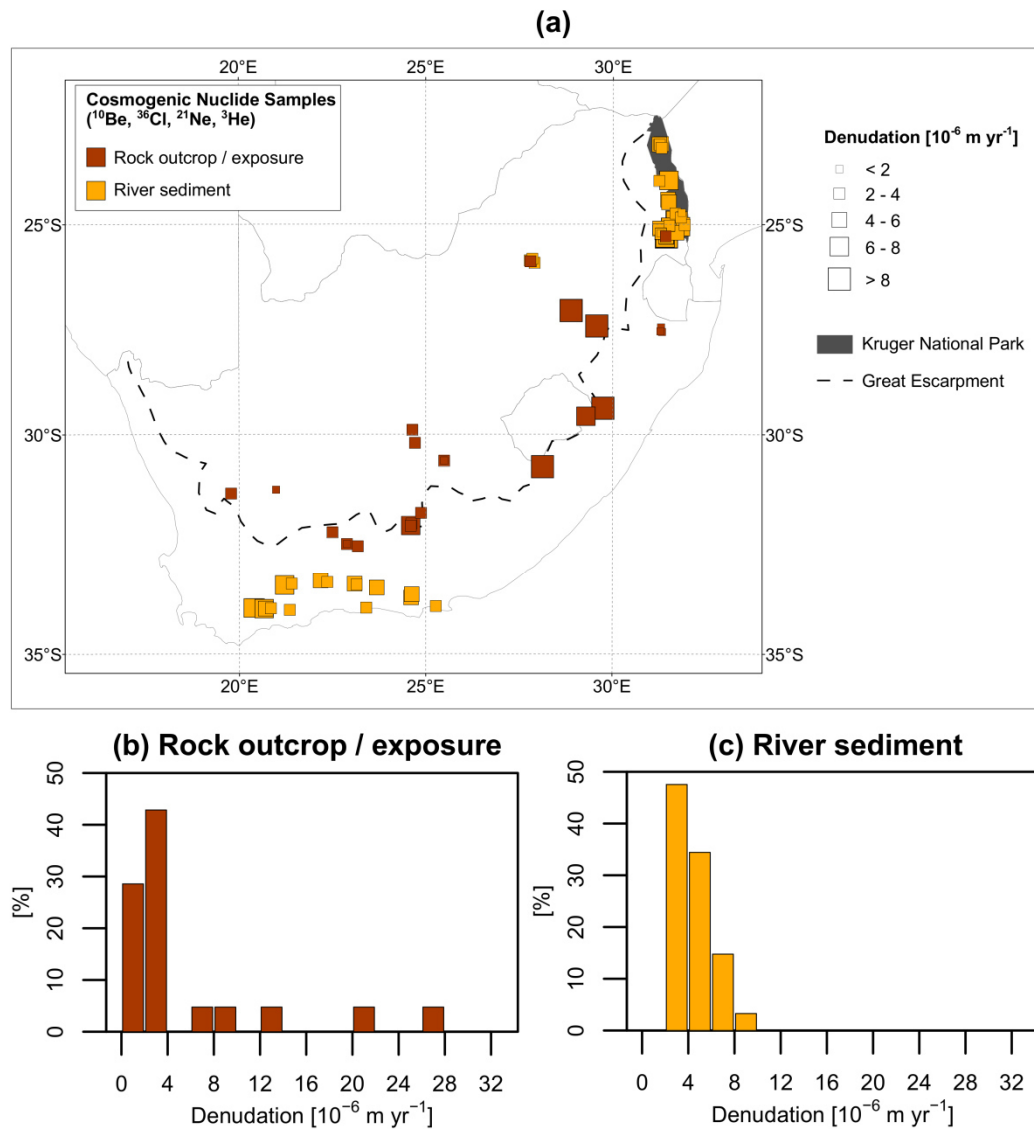 (a)
20°E 25°E 30°E
Cosmogenic Nuclide Samples
(¹⁰Be, ³⁶Cl, ²¹Ne, ³He)
Rock outcrop / exposure
River sediment
Denudation [10⁻⁶ m yr⁻¹]
< 2
2 - 4
4 - 6
6 - 8
> 8
Kruger National Park
Great Escarpment
25°S 25°S
30°S 30°S
35°S 35°S
20°E 25°E 30°E
(b) Rock outcrop / exposure
[%]
50
40
30
20
10
0
0 4 8 12 16 20 24 28 32
Denudation [10⁻⁶ m yr⁻¹]
(c) River sediment
[%]
50
40
30
20
10
0
0 4 8 12 16 20 24 28 32
Denudation [10⁻⁶ m yr⁻¹]